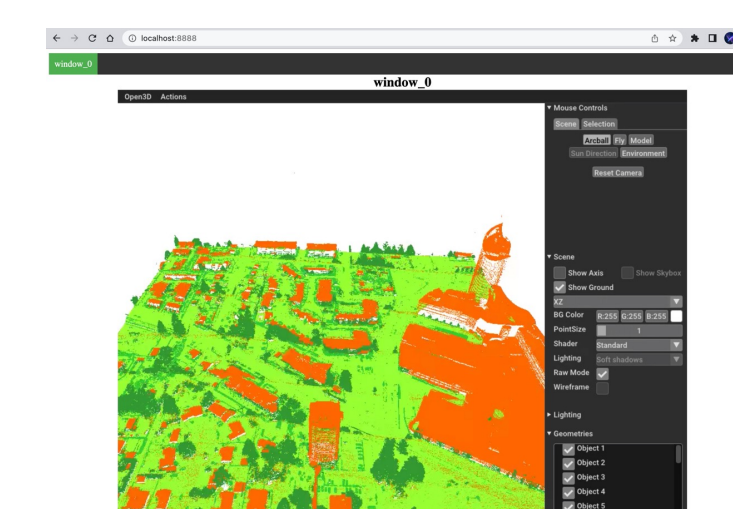 localhost:8888
window_0
window_0
Open3D Actions
Mouse Controls
Scene Selection
Arcball Fly Model
Sun Direction Environment
Reset Camera
Scene
Show Axis Show Skybox
Show Ground
XZ
BG Color R:255 G:255 B:255
PointSize 1
Shader Standard
Lighting Soft shadows
Raw Mode
Wireframe
Lighting
Geometries
Object 1
Object 2
Object 3
Object 4
Object 5